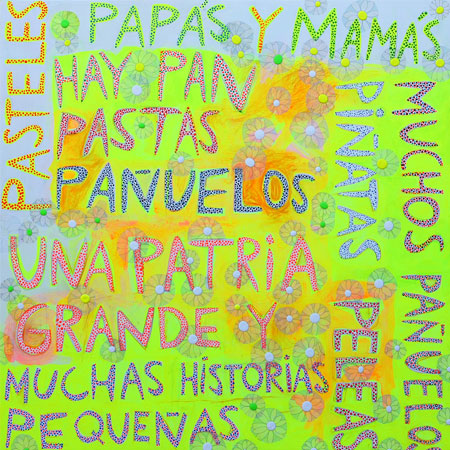 PASTELES
PAPÁS Y MAMÁS
HAY PAN
PASTAS
PAÑUELOS
UNA PATRIA
GRANDE Y
MUCHAS HISTORIAS
PEQUEÑAS
PIÑATAS
PELEAS
MUCHOS PAÑUELOS